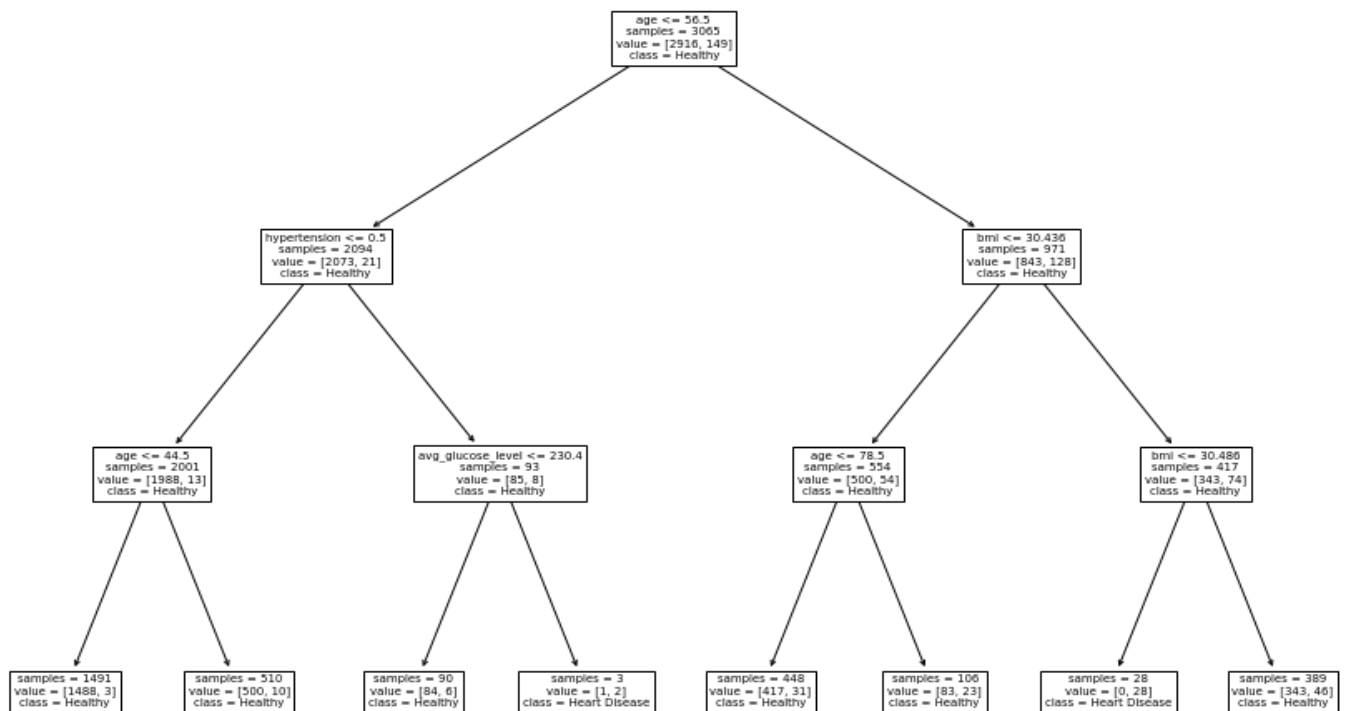 age <= 56.5
samples = 3065
value = [2916, 149]
class = Healthy
hypertension <= 0.5
samples = 2094
value = [2073, 21]
class = Healthy
bmi <= 30.436
samples = 971
value = [843, 128]
class = Healthy
age <= 44.5
samples = 2001
value = [1988, 13]
class = Healthy
avg_glucose_level <= 230.4
samples = 93
value = [85, 8]
class = Healthy
age <= 78.5
samples = 554
value = [500, 54]
class = Healthy
bmi <= 30.486
samples = 417
value = [343, 74]
class = Healthy
samples = 1491
value = [1488, 3]
class = Healthy
samples = 510
value = [500, 10]
class = Healthy
samples = 90
value = [84, 6]
class = Healthy
samples = 3
value = [1, 2]
class = Heart Disease
samples = 448
value = [417, 31]
class = Healthy
samples = 106
value = [83, 23]
class = Healthy
samples = 28
value = [0, 28]
class = Heart Disease
samples = 389
value = [343, 46]
class = Healthy